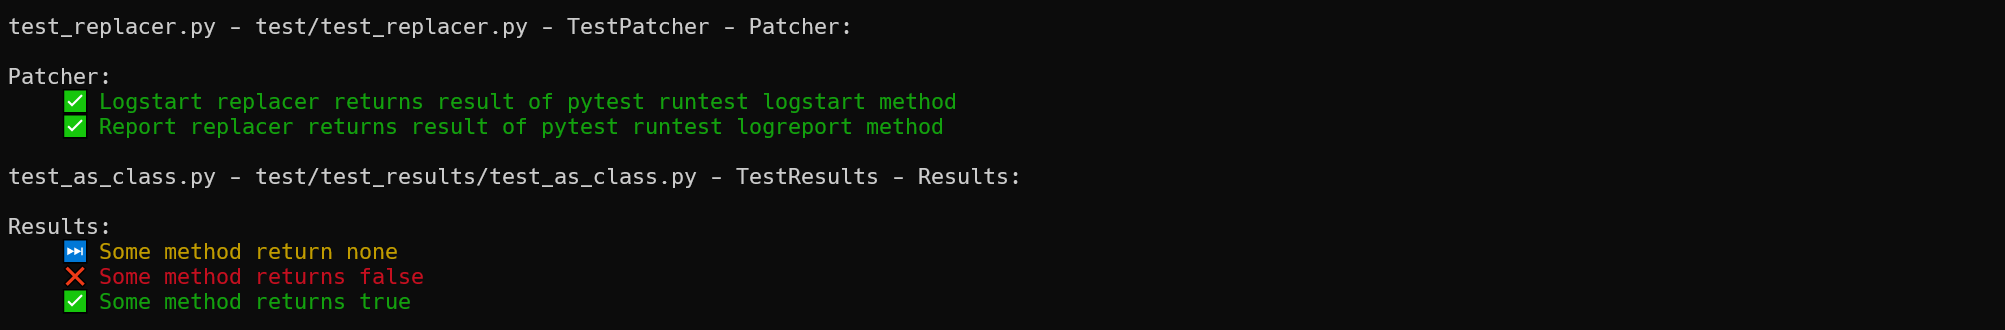 test_replacer.py - test/test_replacer.py - TestPatcher - Patcher:
Patcher:
✅ Logstart replacer returns result of pytest runtest logstart method
✅ Report replacer returns result of pytest runtest logreport method
test_as_class.py - test/test_results/test_as_class.py - TestResults - Results:
Results:
⏭ Some method return none
❌ Some method returns false
✅ Some method returns true